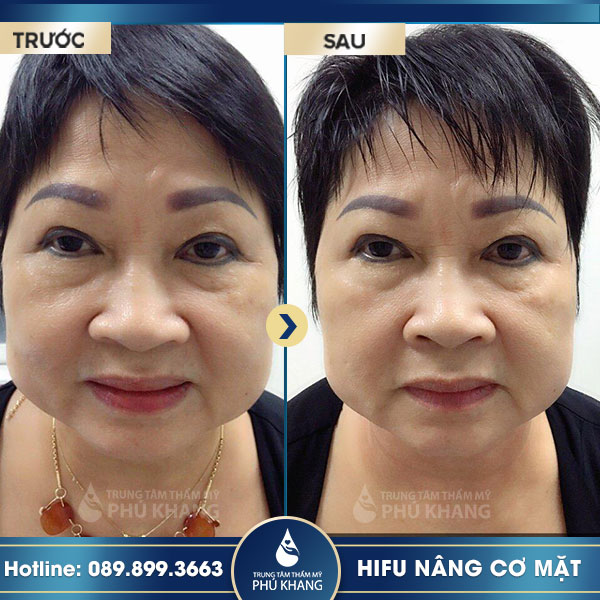 TRƯỚC
SAU
TRUNG TÂM THẨM MỸ
PHÚ KHANG
TRUNG TÂM THẨM MỸ
PHÚ KHANG
Hotline: 089.899.3663
TRUNG TÂM THẨM MỸ
PHÚ KHANG
HIFU NÂNG CƠ MẶT